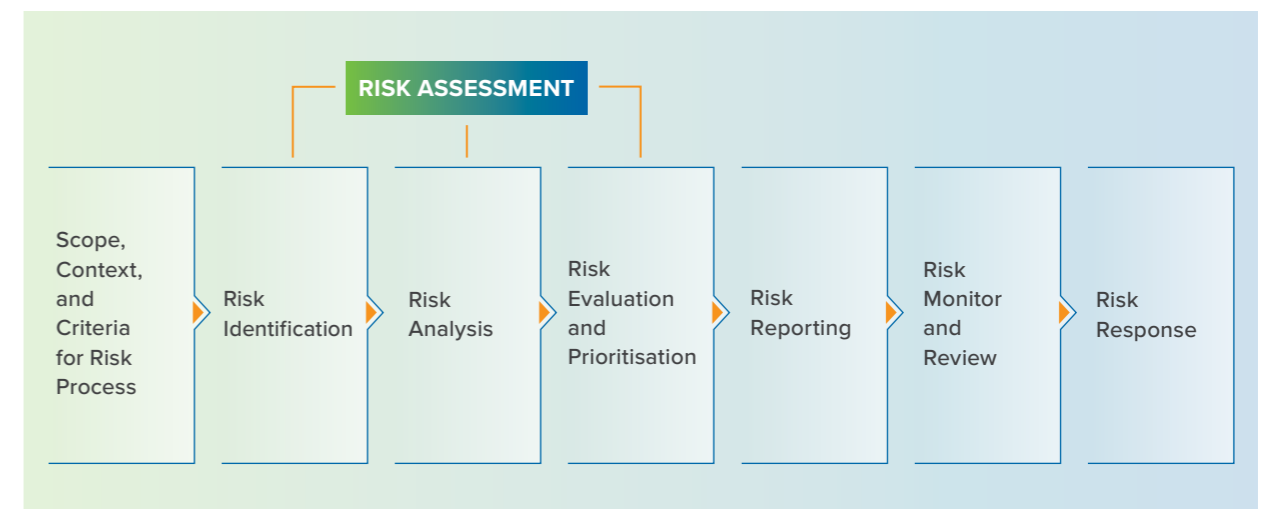 RISK ASSESSMENT
Scope,
Context,
and
Criteria
for Risk
Process
Risk
Identification
Risk
Analysis
Risk
Evaluation
and
Prioritisation
Risk
Reporting
Risk
Monitor
and
Review
Risk
Response